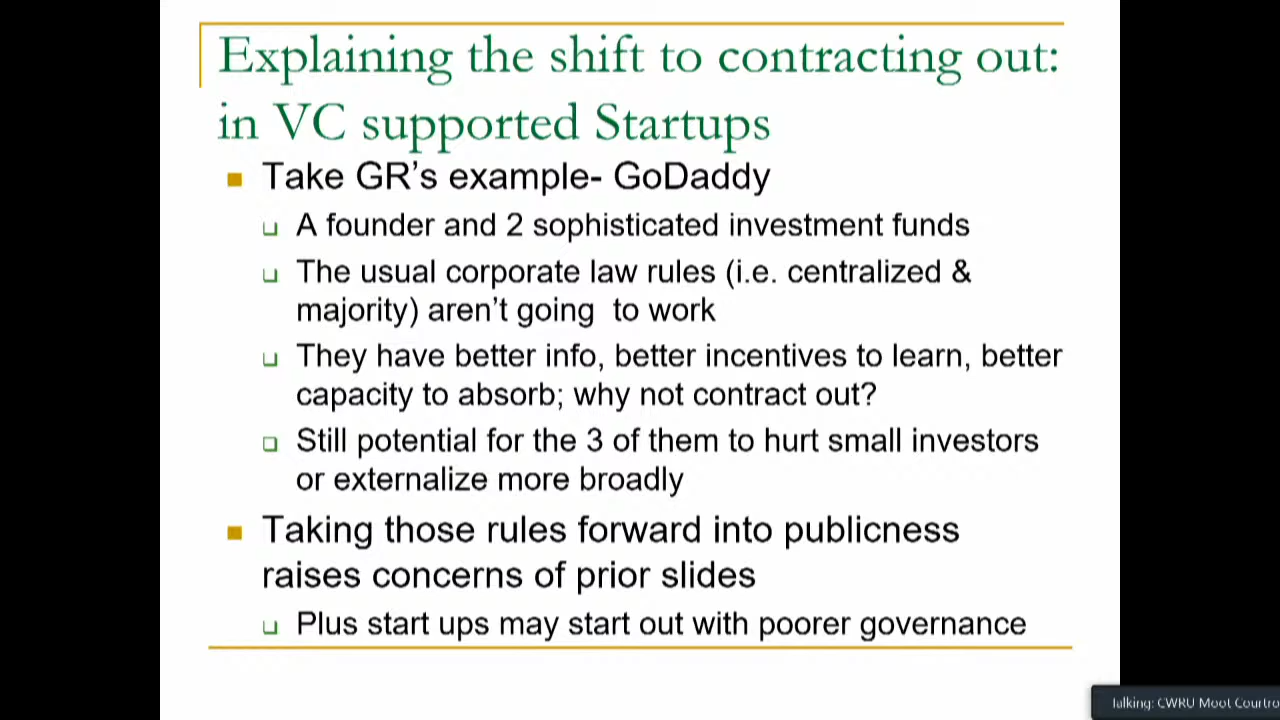 Explaining the shift to contracting out:
in VC supported Startups
Take GR's example- GoDaddy
A founder and 2 sophisticated investment funds
The usual corporate law rules (i.e. centralized &
majority) aren't going  to work
They have better info, better incentives to learn, better
capacity to absorb; why not contract out?
Still potential for the 3 of them to hurt small investors
or externalize more broadly
Taking those rules forward into publicness
raises concerns of prior slides
Plus start ups may start out with poorer governance
Talking: CWRU Moot Courtro